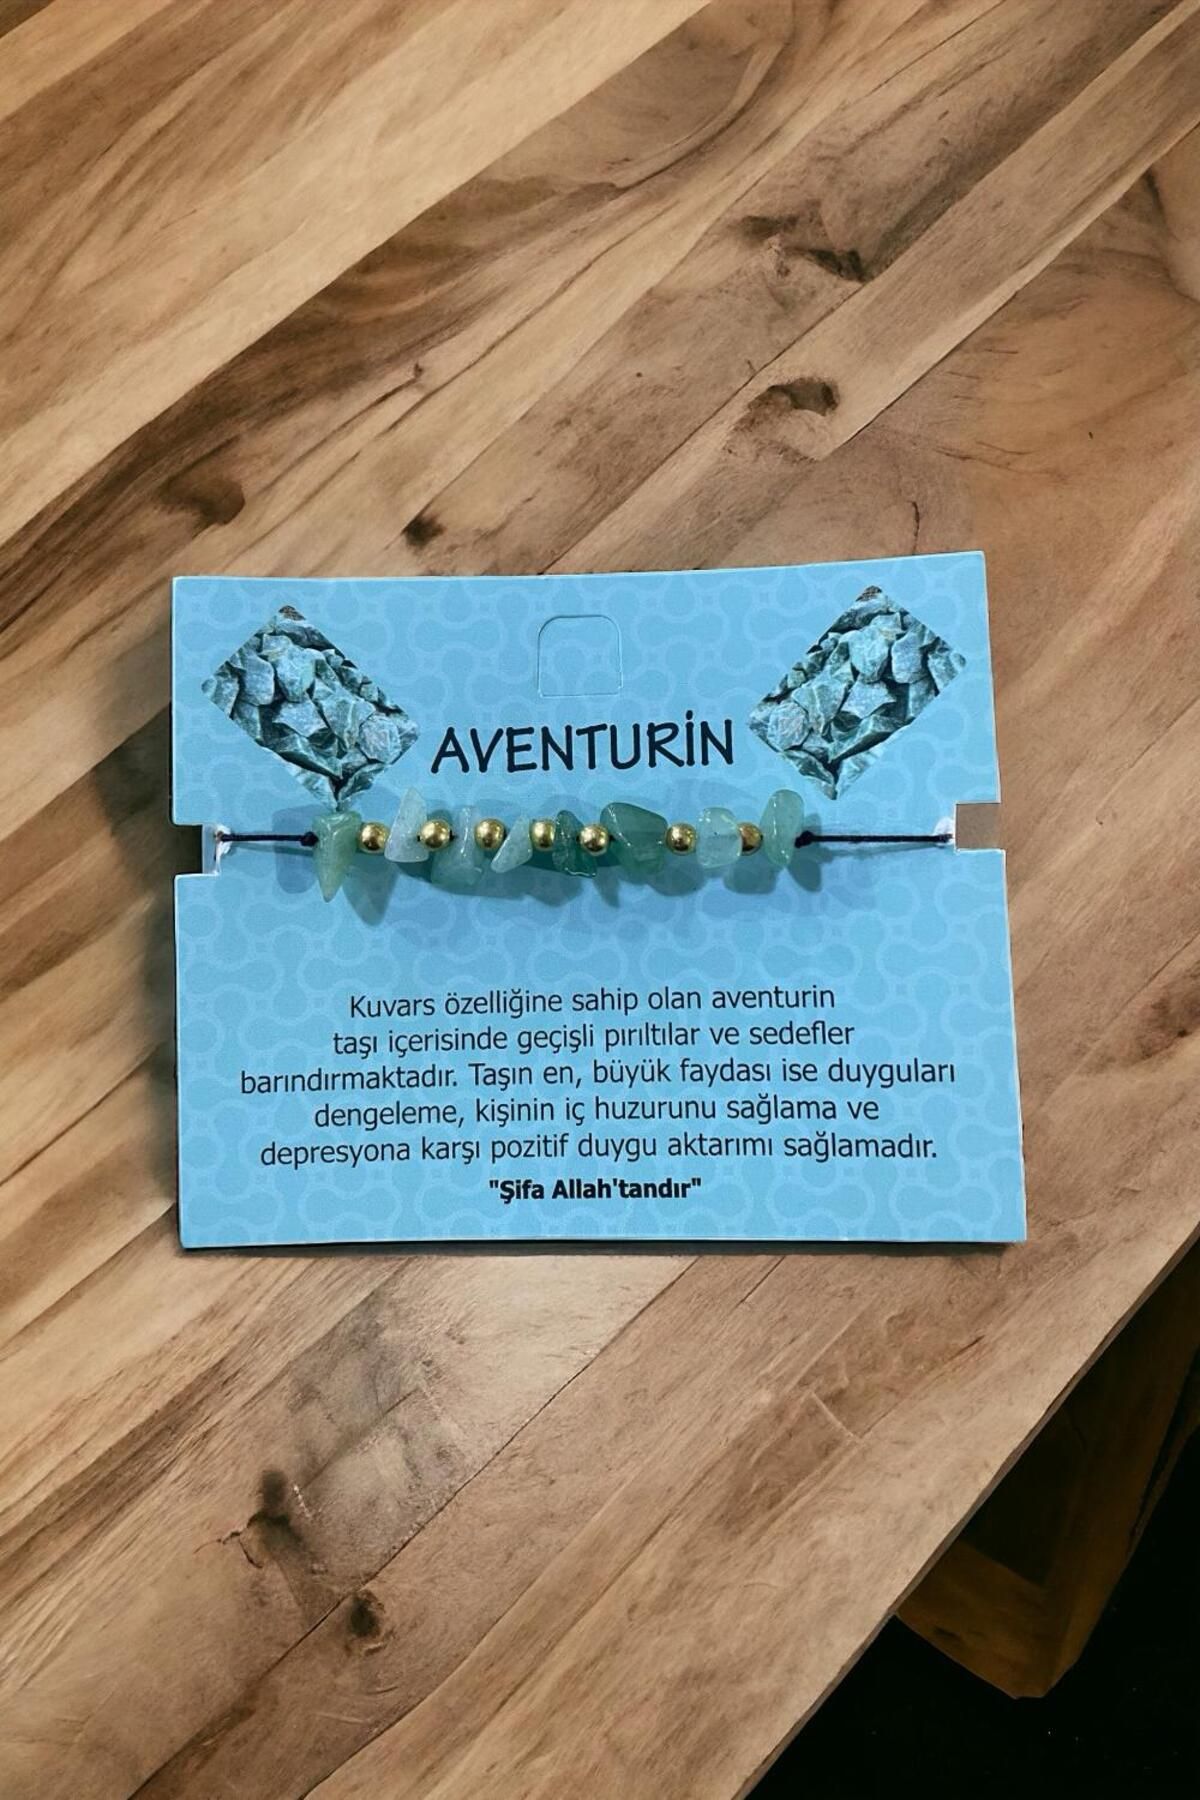 AVENTURİN
Kuvars özelliğine sahip olan aventurin
taşı içerisinde geçişli pırıltılar ve sedefler
barındırmaktadır. Taşın en, büyük faydası ise duyguları
dengeleme, kişinin iç huzurunu sağlama ve
depresyona karşı pozitif duygu aktarımı sağlamadır.
"Şifa Allah'tandır"